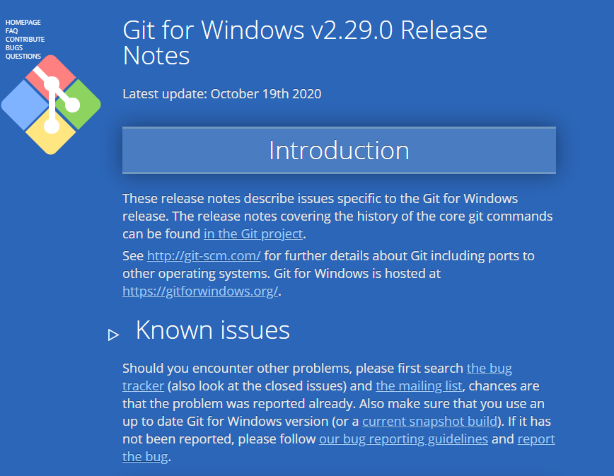 HOMEPAGE
FAQ
CONTRIBUTE
BUGS
QUESTIONS
Git for Windows v2.29.0 Release
Notes
Latest update: October 19th 2020
Introduction
These release notes describe issues specific to the Git for Windows
release. The release notes covering the history of the core git commands
can be found in the Git project.
See http://git-scm.com/ for further details about Git including ports to
other operating systems. Git for Windows is hosted at
https://gitforwindows.org/.
Known issues
Should you encounter other problems, please first search the bug
tracker (also look at the closed issues) and the mailing list, chances are
that the problem was reported already. Also make sure that you use an
up to date Git for Windows version (or a current snapshot build). If it has
not been reported, please follow our bug reporting guidelines and report
the bug.